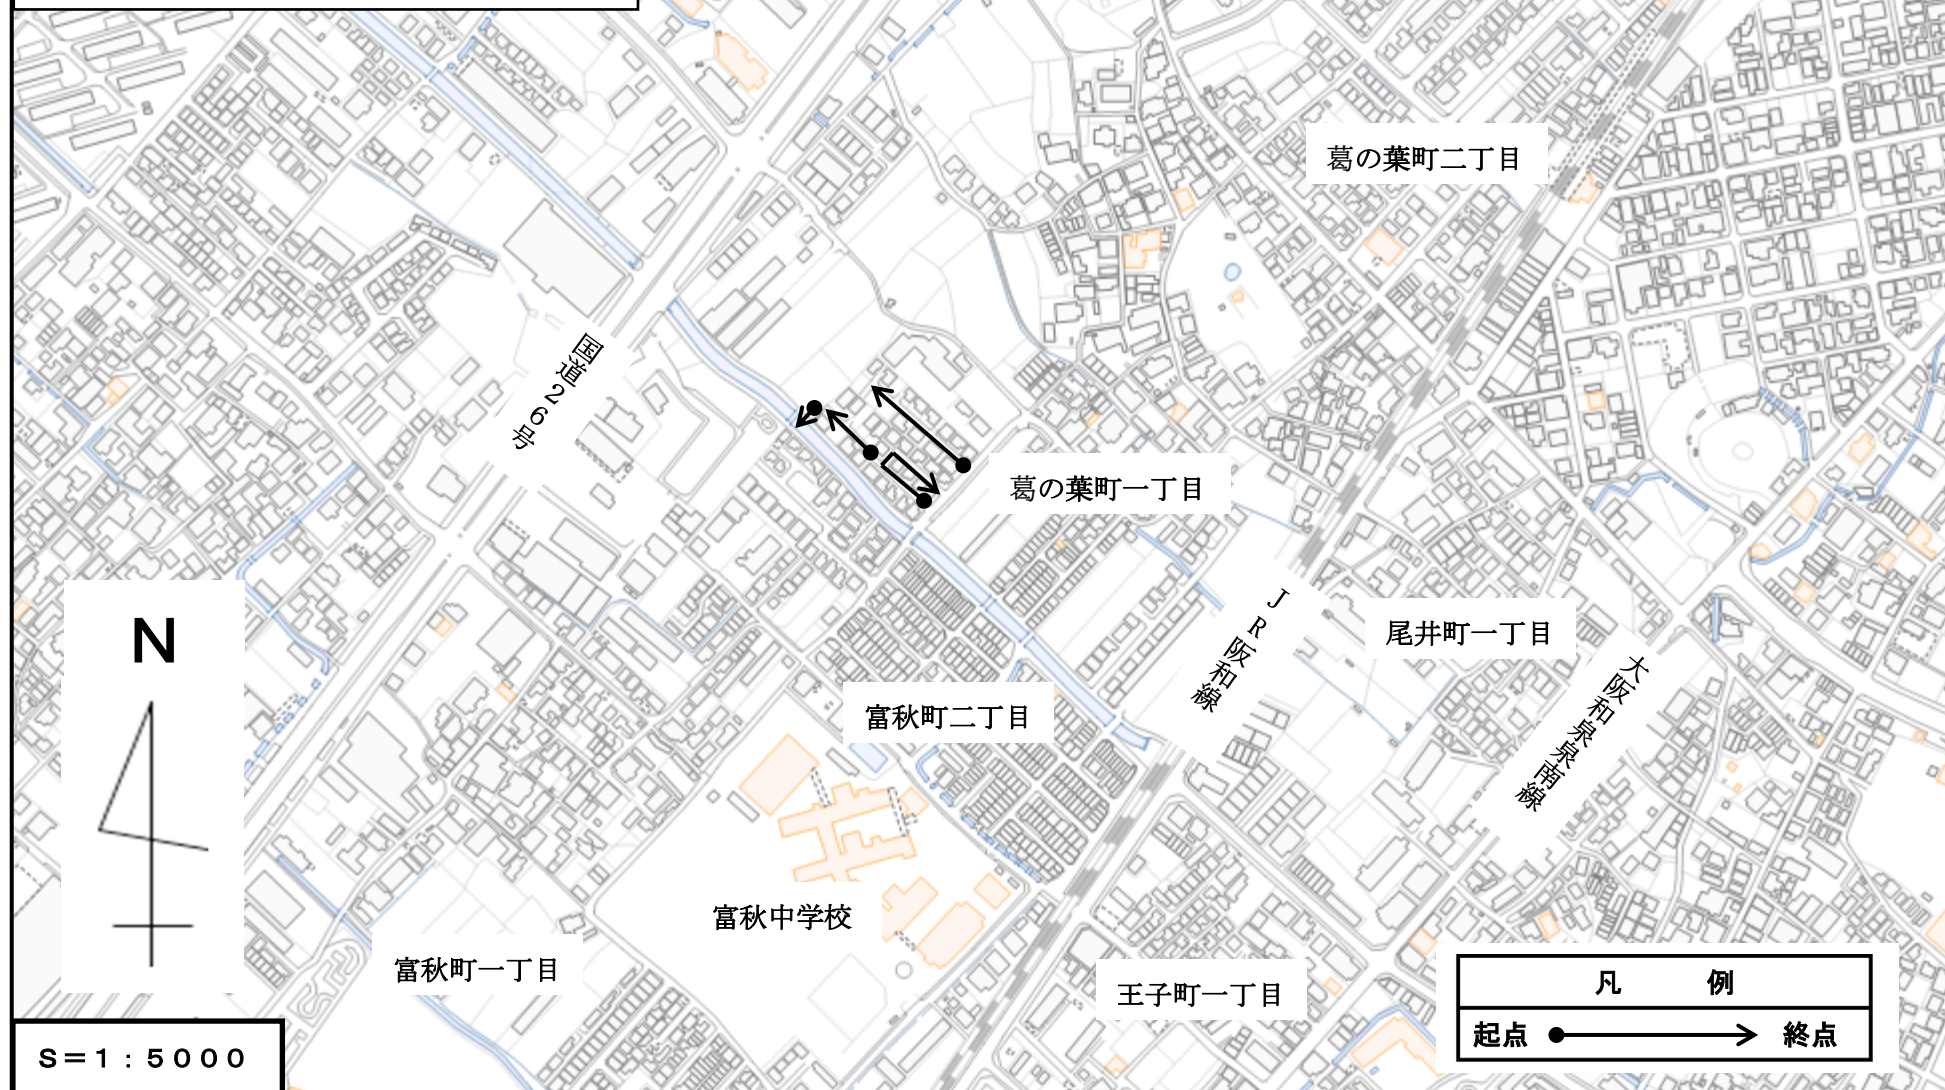 葛の葉町二丁目
国道26号
葛の葉町一丁目
N
JR阪和線
尾井町一丁目
大阪和泉泉南線
富秋町二丁目
富秋中学校
富秋町一丁目
王子町一丁目
凡 例
起点 終点
S=1:5000